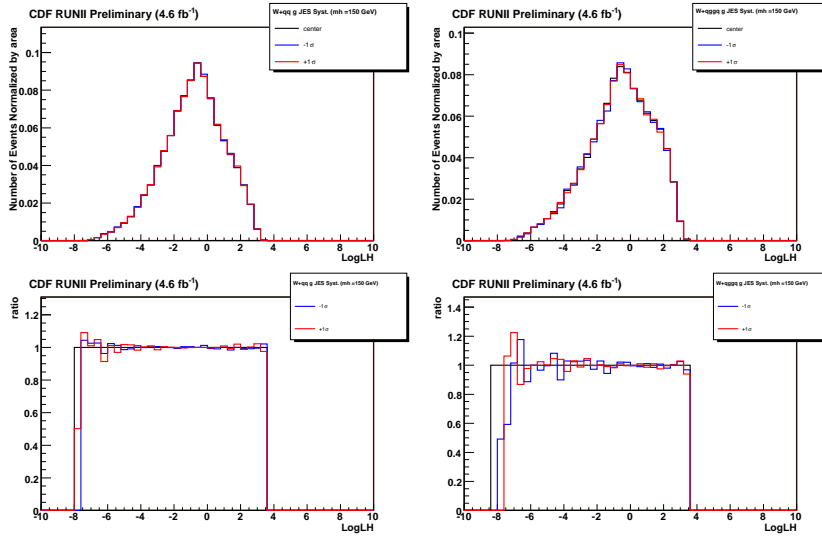 CDF RUNII Preliminary (4.6 fb-1)
W+qq g JES Syst. (mh =150 GeV)
center
-1σ
+1σ
Number of Events Normalized by area
0.1
0.08
0.06
0.04
0.02
0
-10 -8 -6 -4 -2 0 2 4 6 8 10
LogLH
CDF RUNII Preliminary (4.6 fb-1)
W+qggq g JES Syst. (mh =150 GeV)
center
-1σ
+1σ
Number of Events Normalized by area
0.08
0.06
0.04
0.02
0
-10 -8 -6 -4 -2 0 2 4 6 8 10
LogLH
CDF RUNII Preliminary (4.6 fb-1)
W+qq g JES Syst. (mh =150 GeV)
-1σ
+1σ
ratio
1.2
1
0.8
0.6
0.4
0.2
0
-10 -8 -6 -4 -2 0 2 4 6 8 10
LogLH
CDF RUNII Preliminary (4.6 fb-1)
W+qggq g JES Syst. (mh =150 GeV)
-1σ
+1σ
ratio
1.4
1.2
1
0.8
0.6
0.4
0.2
0
-10 -8 -6 -4 -2 0 2 4 6 8 10
LogLH